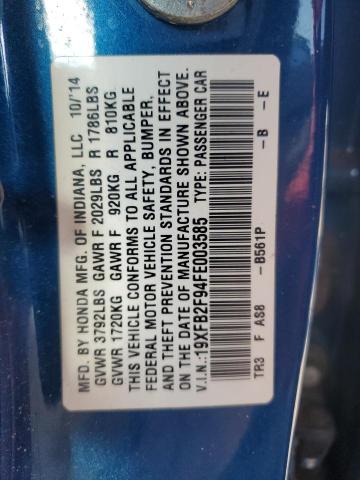 MFD. BY HONDA MFG. OF INDIANA, LLC 10/'14
GVWR 3792LBS GAWR F 2029LBS R 1786LBS
GVWR 1720KG GAWR F 920KG R 810KG
THIS VEHICLE CONFORMS TO ALL APPLICABLE
FEDERAL MOTOR VEHICLE SAFETY, BUMPER,
AND THEFT PREVENTION STANDARDS IN EFFECT
ON THE DATE OF MANUFACTURE SHOWN ABOVE.
V.I.N.:19XFB2F94FE003585 TYPE: PASSENGER CAR
TR3 F AS8 - B561P - B - E